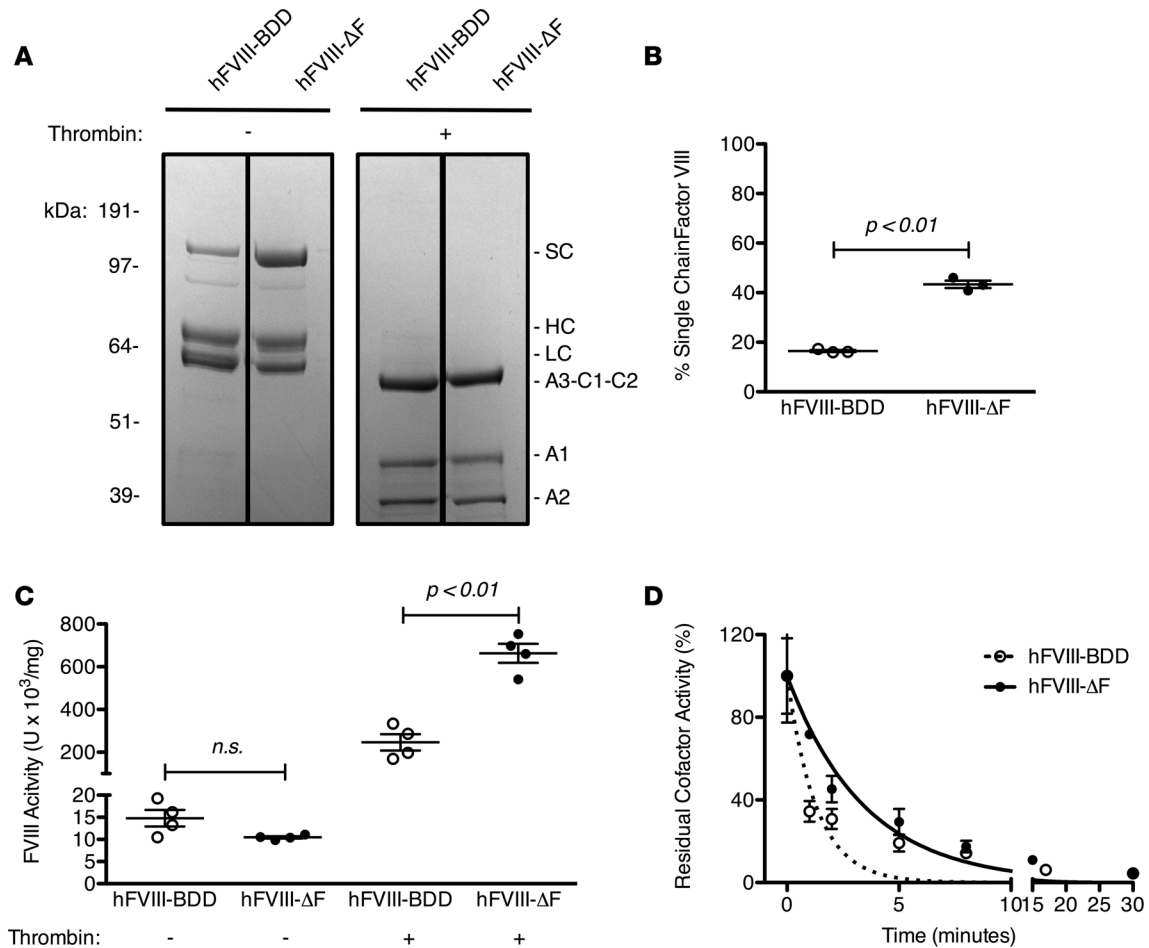 A
hFVIII-BDD
hFVIII-ΔF
hFVIII-BDD
hFVIII-ΔF
Thrombin: - +
kDa: 191-
97-
64-
51-
39-
- SC
- HC
- LC
- A3-C1-C2
- A1
- A2
B
% Single ChainFactor VIII
100
80
60
40
20
0
p < 0.01
hFVIII-BDD hFVIII-ΔF
C
FVIII Acitvity (U x 10³/mg)
800
600
400
200
20
15
10
5
0
n.s.
p < 0.01
hFVIII-BDD hFVIII-ΔF hFVIII-BDD hFVIII-ΔF
Thrombin: - - + +
D
Residual Cofactor Activity (%)
120
80
40
0
hFVIII-BDD
hFVIII-ΔF
0 5 10 15 20 25 30
Time (minutes)